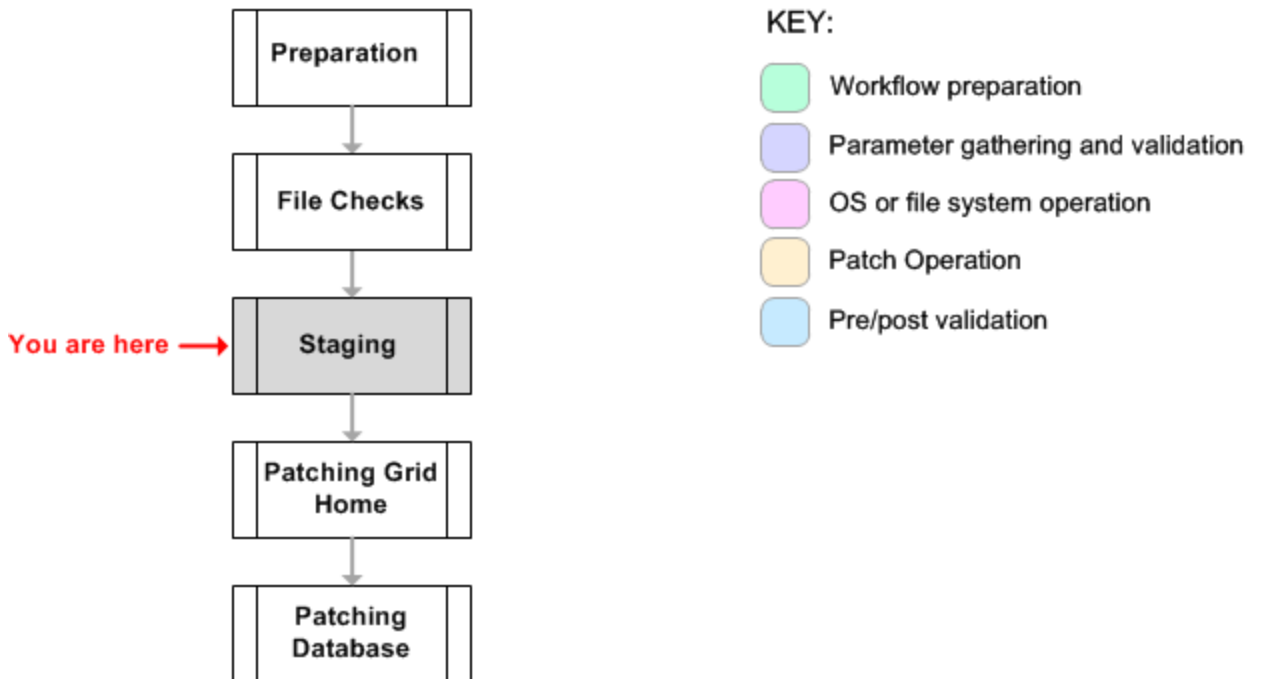 Preparation
File Checks
You are here
Staging
Patching Grid
Home
Patching
Database
KEY:
Workflow preparation
Parameter gathering and validation
OS or file system operation
Patch Operation
Pre/post validation